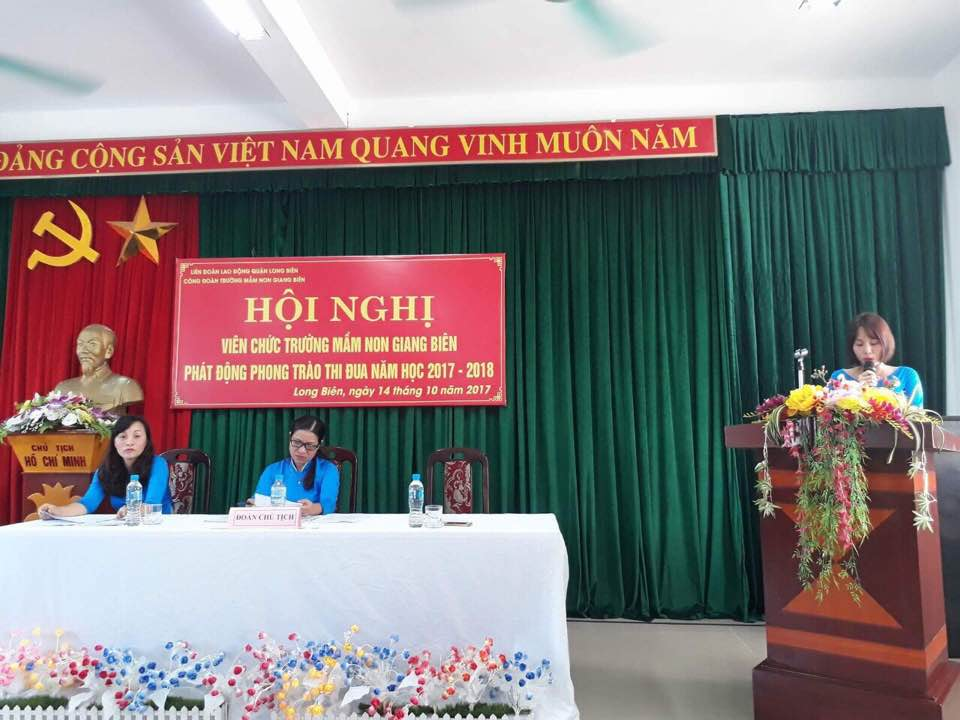 ĐẢNG CỘNG SẢN VIỆT NAM QUANG VINH MUÔN NĂM
LIÊN ĐOÀN LAO ĐỘNG QUẬN LONG BIÊN
CÔNG ĐOÀN TRƯỜNG MẦM NON GIANG BIÊN
HỘI NGHỊ
VIÊN CHỨC TRƯỜNG MẦM NON GIANG BIÊN
PHÁT ĐỘNG PHONG TRÀO THI ĐUA NĂM HỌC 2017 - 2018
Long Biên, ngày 14 tháng 10 năm 2017
CHỦ TỊCH
HỒ CHÍ MINH
ĐOÀN CHỦ TỊCH